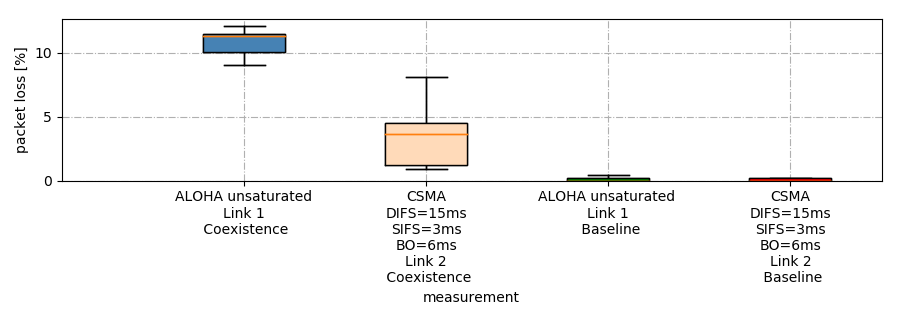 packet loss [%]
10
5
0
ALOHA unsaturated
Link 1
Coexistence
CSMA
DIFS=15ms
SIFS=3ms
BO=6ms
Link 2
Coexistence
ALOHA unsaturated
Link 1
Baseline
CSMA
DIFS=15ms
SIFS=3ms
BO=6ms
Link 2
Baseline
measurement